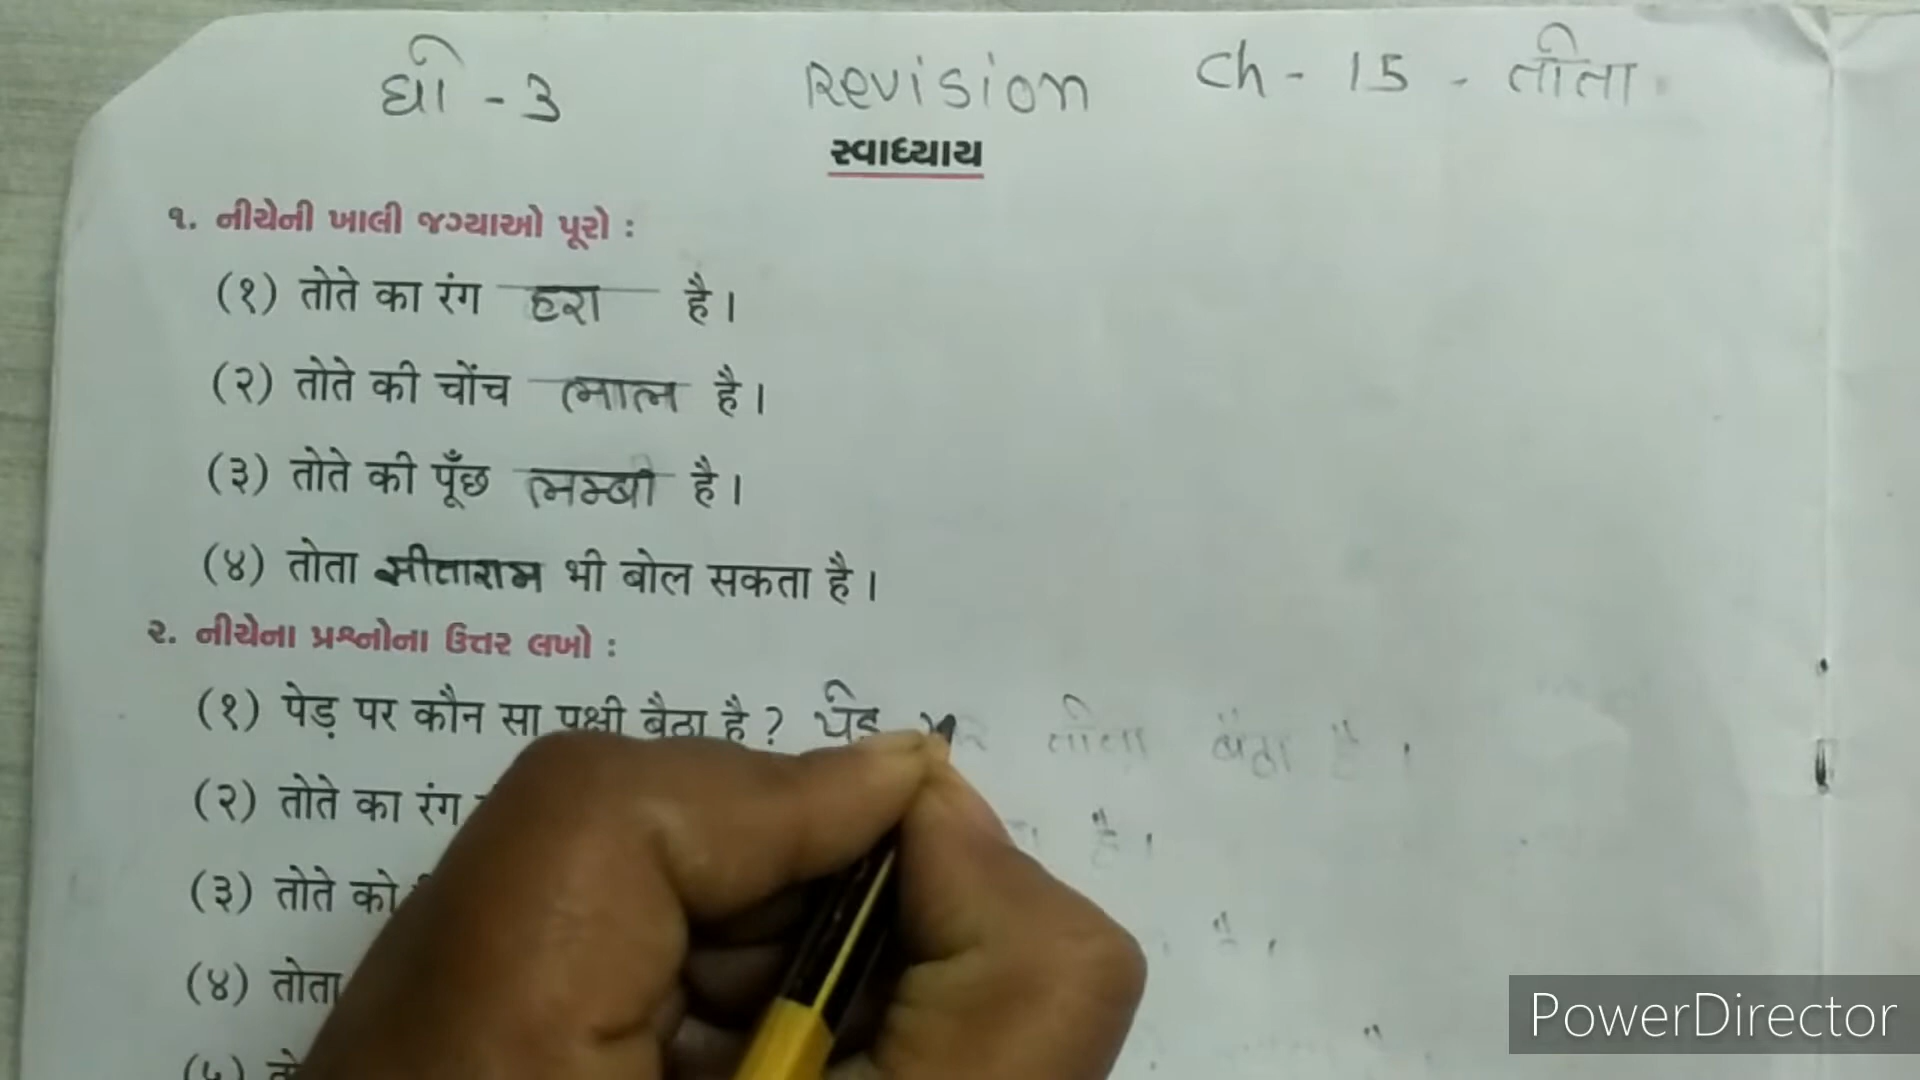 ધો - 3 Revision Ch - 15 - तोता
સ્વાધ્યાય
૧. નીચેની ખાલી જગ્યાઓ પૂરો :
(१) तोते का रंग हरा है।
(२) तोते की चोंच लाल है।
(३) तोते की पूँछ लम्बी है।
(४) तोता सीताराम भी बोल सकता है।
૨. નીચેના પ્રશ્નોના ઉત્તર લખો :
(१) पेड़ पर कौन सा पक्षी बैठा है? पेड़ पर तोता बैठा है।
(२) तोते का रंग है।
(३) तोते को
(४) तोता
(५)
PowerDirector